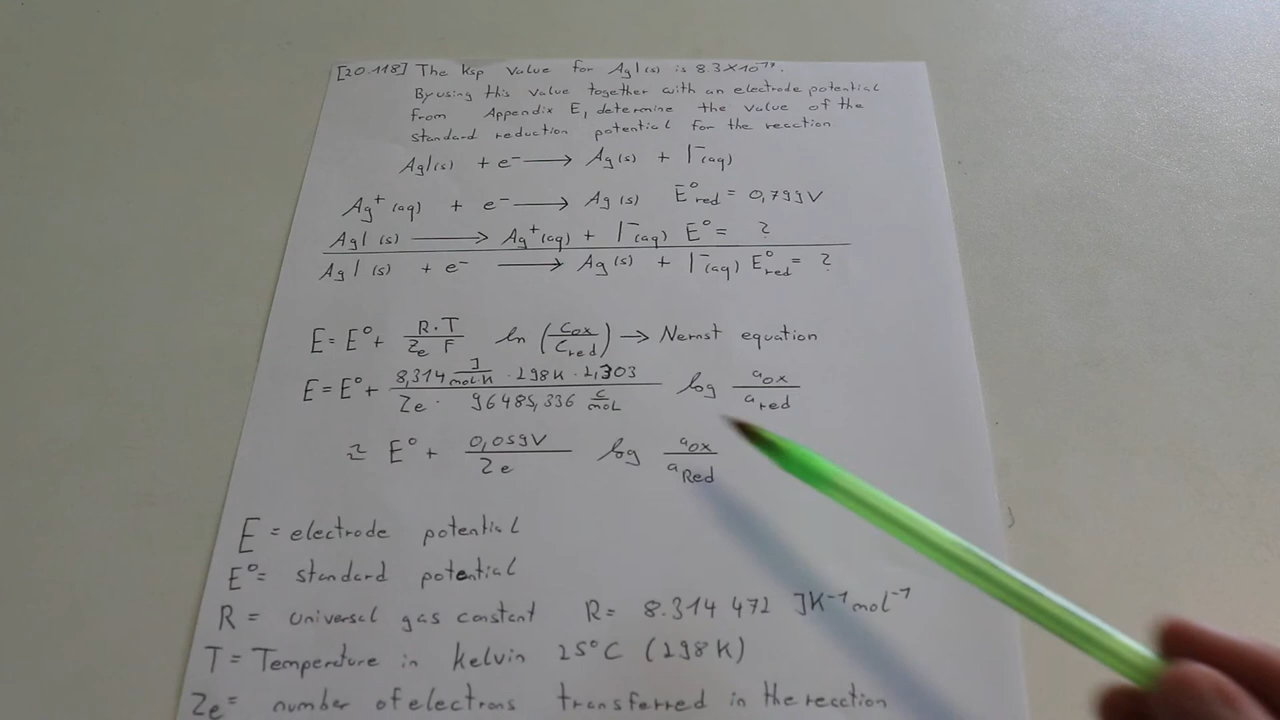 [20.118] The Ksp value for AgI(s) is 8.3×10⁻¹⁷.
By using this value together with an electrode potential
from Appendix E, determine the value of the
standard reduction potential for the reaction
AgI(s) + e⁻ → Ag(s) + I⁻(aq)
Ag⁺(aq) + e⁻ → Ag(s) E°red = 0,799V
AgI(s) → Ag⁺(aq) + I⁻(aq) E° = ?
AgI(s) + e⁻ → Ag(s) + I⁻(aq) E°red = ?
E = E° + R·T / Ze F ln (Cox / Cred) → Nernst equation
E = E° + 8,314 J/mol·K · 298K · 2,303 / Ze · 96485,336 C/mol log aox / ared
≈ E° + 0,059V / Ze log aox / aRed
E = electrode potential
E° = standard potential
R = universal gas constant R = 8.314 472 JK⁻¹mol⁻¹
T = Temperature in kelvin 25°C (298K)
Ze = number of electrons transferred in the reaction